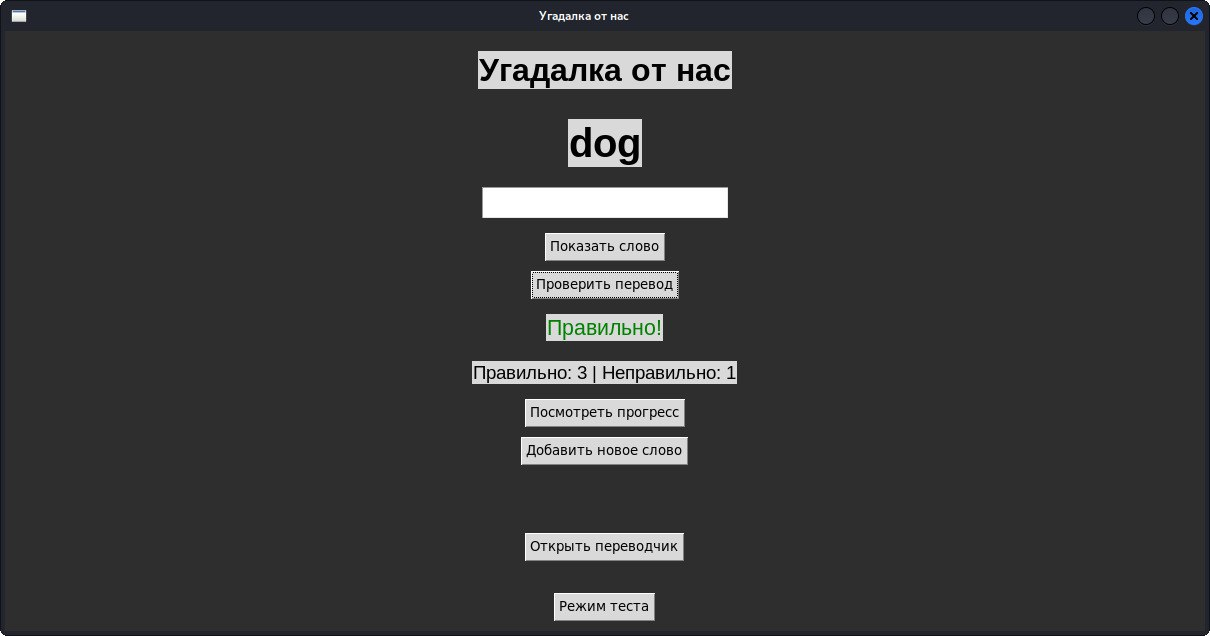 Угадалка от нас
Угадалка от нас
dog
Показать слово
Проверить перевод
Правильно!
Правильно: 3 | Неправильно: 1
Посмотреть прогресс
Добавить новое слово
Открыть переводчик
Режим теста